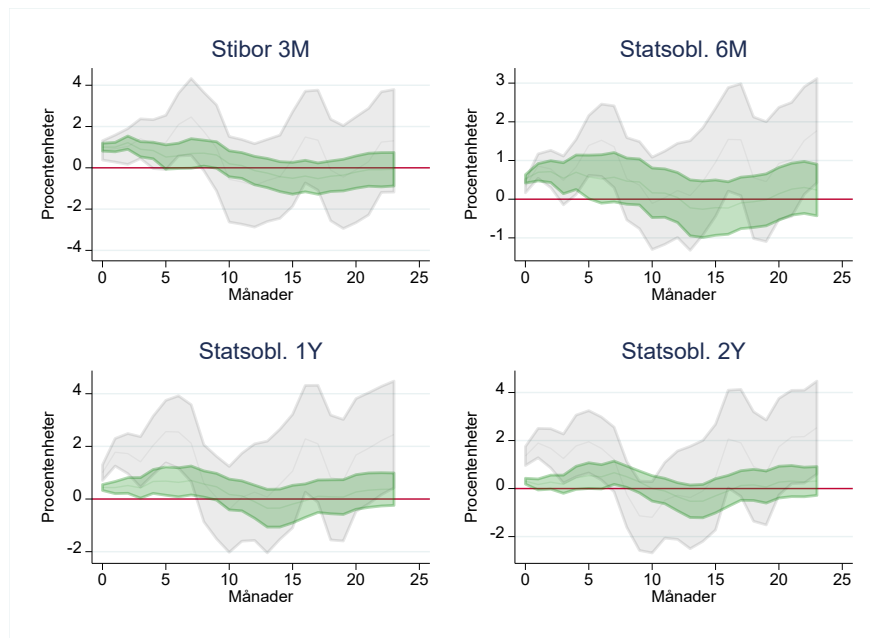 Stibor 3M
Procentenheter
4
2
0
-2
-4
0 5 10 15 20 25
Månader
Statsobl. 6M
Procentenheter
3
2
1
0
-1
0 5 10 15 20 25
Månader
Statsobl. 1Y
Procentenheter
4
2
0
-2
0 5 10 15 20 25
Månader
Statsobl. 2Y
Procentenheter
4
2
0
-2
0 5 10 15 20 25
Månader